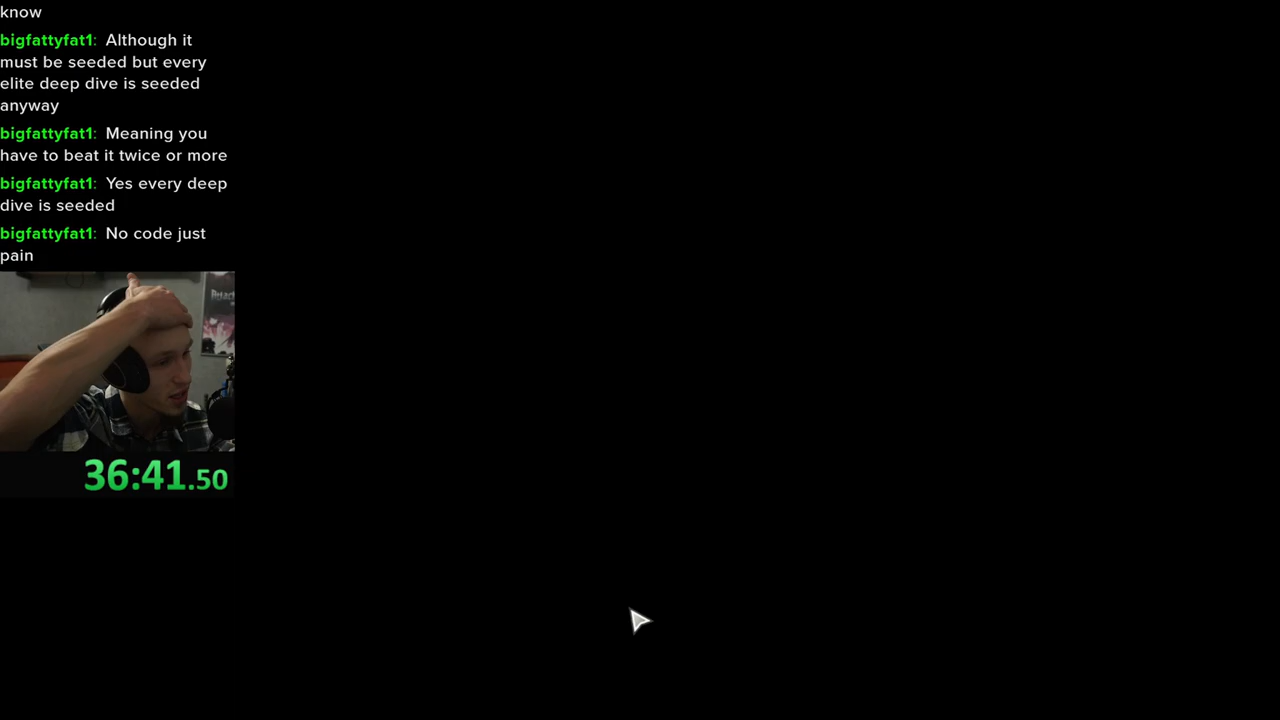 know
bigfattyfat1: Although it
must be seeded but every
elite deep dive is seeded
anyway
bigfattyfat1: Meaning you
have to beat it twice or more
bigfattyfat1: Yes every deep
dive is seeded
bigfattyfat1: No code just
pain
36:41.50